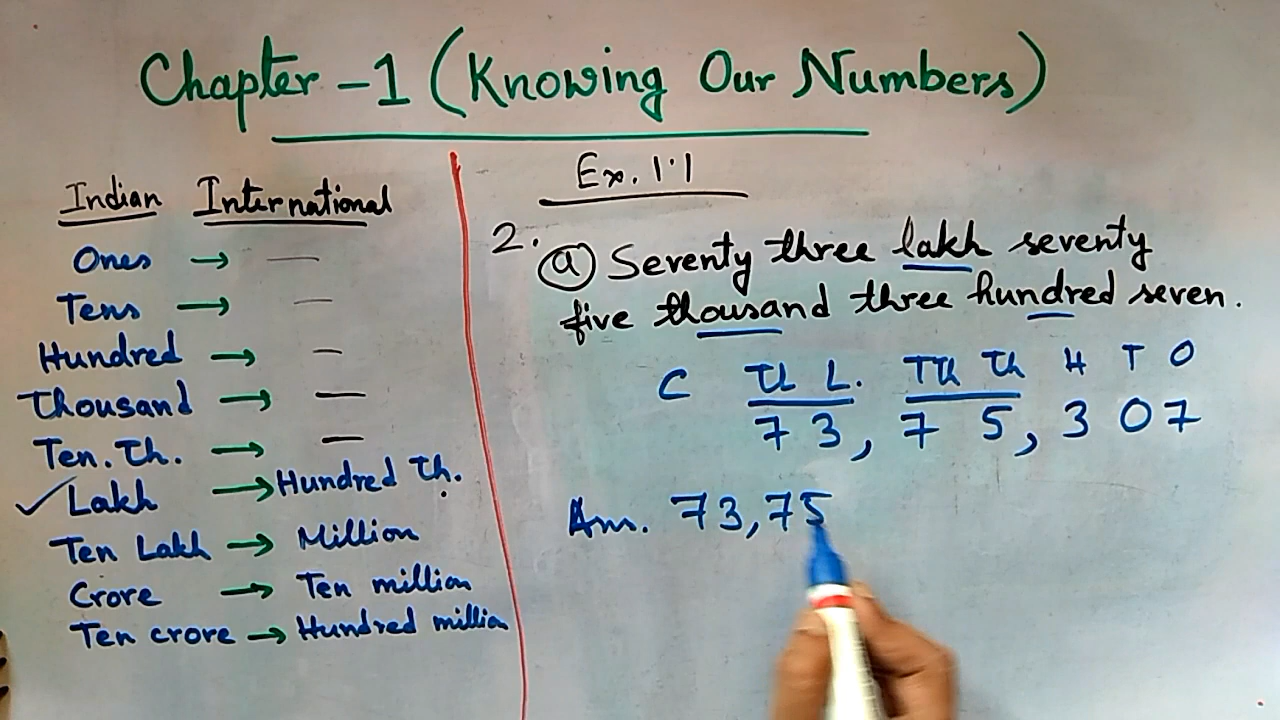 Chapter -1 (Knowing Our Numbers)
Indian International
Ones → —
Tens → —
Hundred → —
Thousand → —
Ten. Th. → —
✓ Lakh → Hundred Th.
Ten Lakh → Million
Crore → Ten million
Ten crore → Hundred million
Ex. 1.1
2. (a) Seventy three lakh seventy
five thousand three hundred seven.
C TL L. TTh Th H T O
7 3, 7 5, 3 0 7
Ans. 73,75